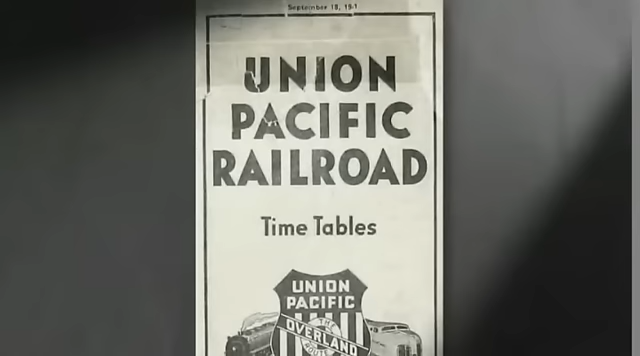 September 18,
UNION
PACIFIC
RAILROAD
Time Tables
UNION
PACIFIC
THE
OVERLAND